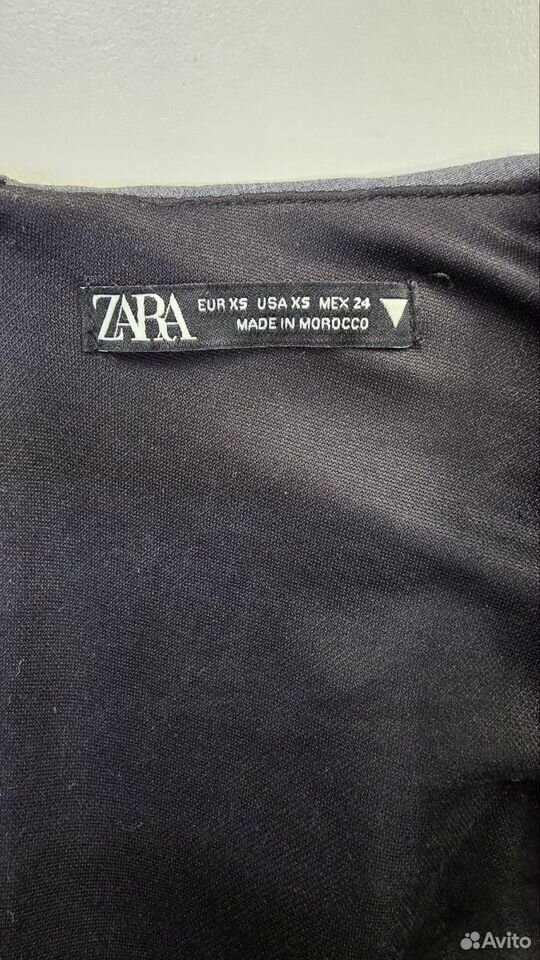 ZARA
EUR XS USA XS MEX 24
MADE IN MOROCCO
Avito